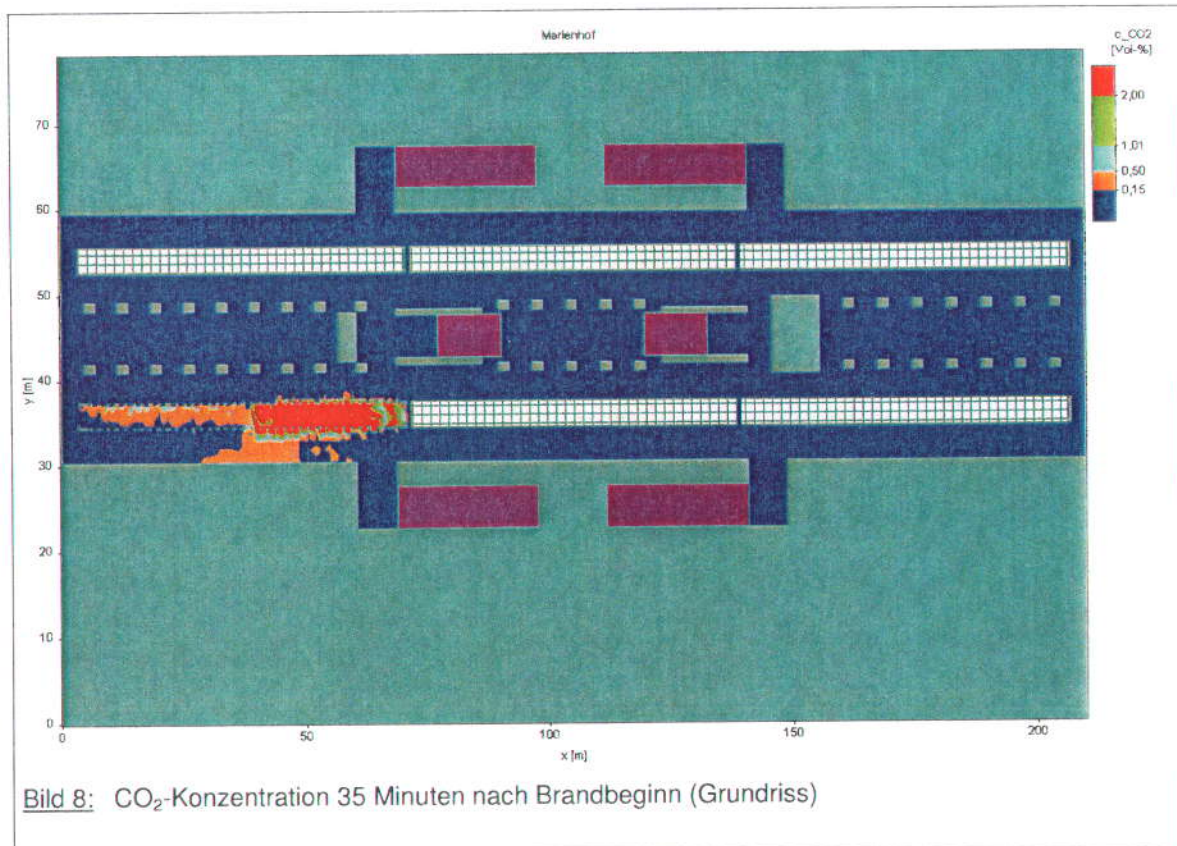 Marienhof
c_CO2
[Vol-%]
2,00
1,01
0,50
0,15
70
60
50
40
30
20
10
0
y [m]
0
50
100
150
200
x [m]
Bild 8: CO₂-Konzentration 35 Minuten nach Brandbeginn (Grundriss)